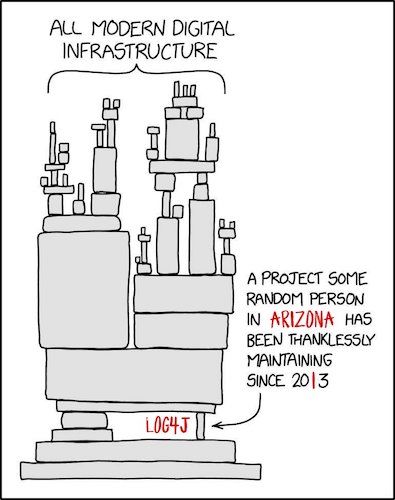 ALL MODERN DIGITAL
INFRASTRUCTURE
A PROJECT SOME
RANDOM PERSON
IN ARIZONA HAS
BEEN THANKLESSLY
MAINTAINING
SINCE 2013
LOG4J